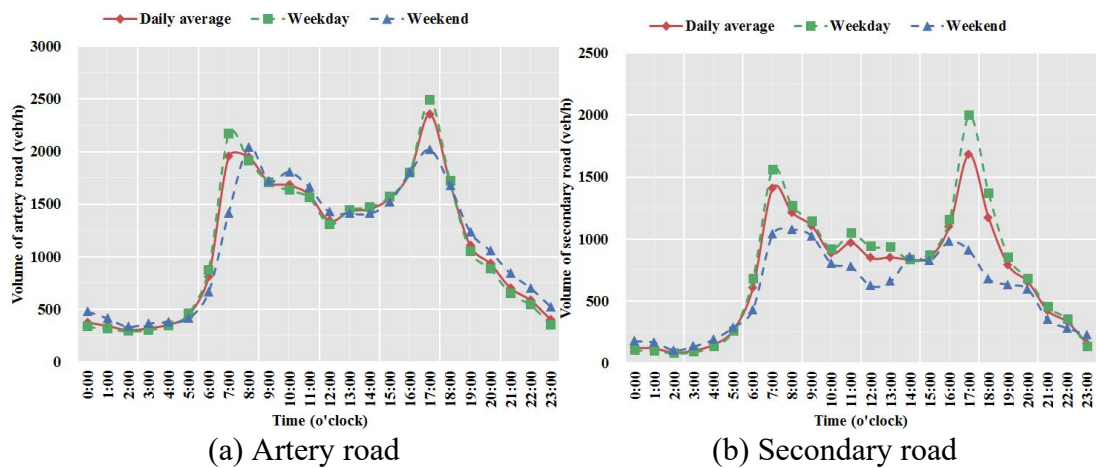 Daily average Weekday Weekend
Volume of artery road (veh/h)
3000
2500
2000
1500
1000
500
0
0:00 1:00 2:00 3:00 4:00 5:00 6:00 7:00 8:00 9:00 10:00 11:00 12:00 13:00 14:00 15:00 16:00 17:00 18:00 19:00 20:00 21:00 22:00 23:00
Time (o'clock)
(a) Artery road
Daily average Weekday Weekend
Volume of secondary road (veh/h)
2500
2000
1500
1000
500
0
0:00 1:00 2:00 3:00 4:00 5:00 6:00 7:00 8:00 9:00 10:00 11:00 12:00 13:00 14:00 15:00 16:00 17:00 18:00 19:00 20:00 21:00 22:00 23:00
Time (o'clock)
(b) Secondary road